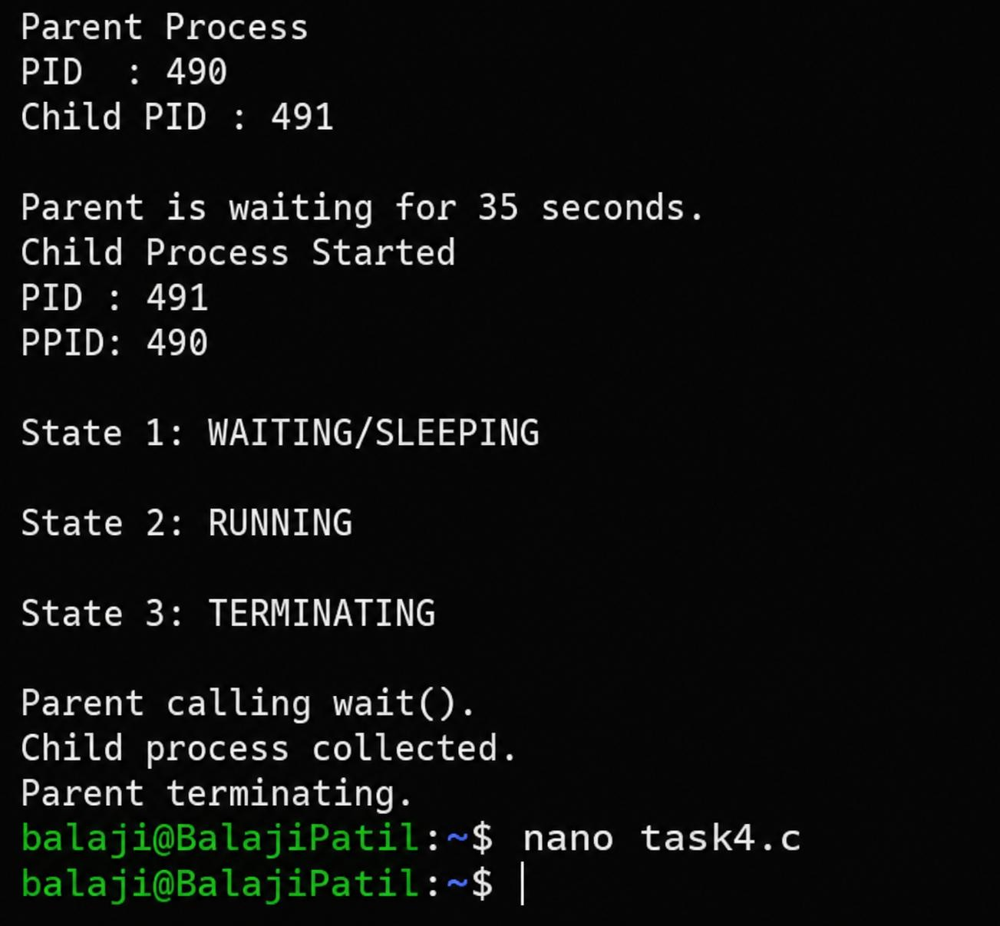 Parent Process
PID  : 490
Child PID : 491
Parent is waiting for 35 seconds.
Child Process Started
PID : 491
PPID: 490
State 1: WAITING/SLEEPING
State 2: RUNNING
State 3: TERMINATING
Parent calling wait().
Child process collected.
Parent terminating.
balaji@BalajiPatil:~$ nano task4.c
balaji@BalajiPatil:~$